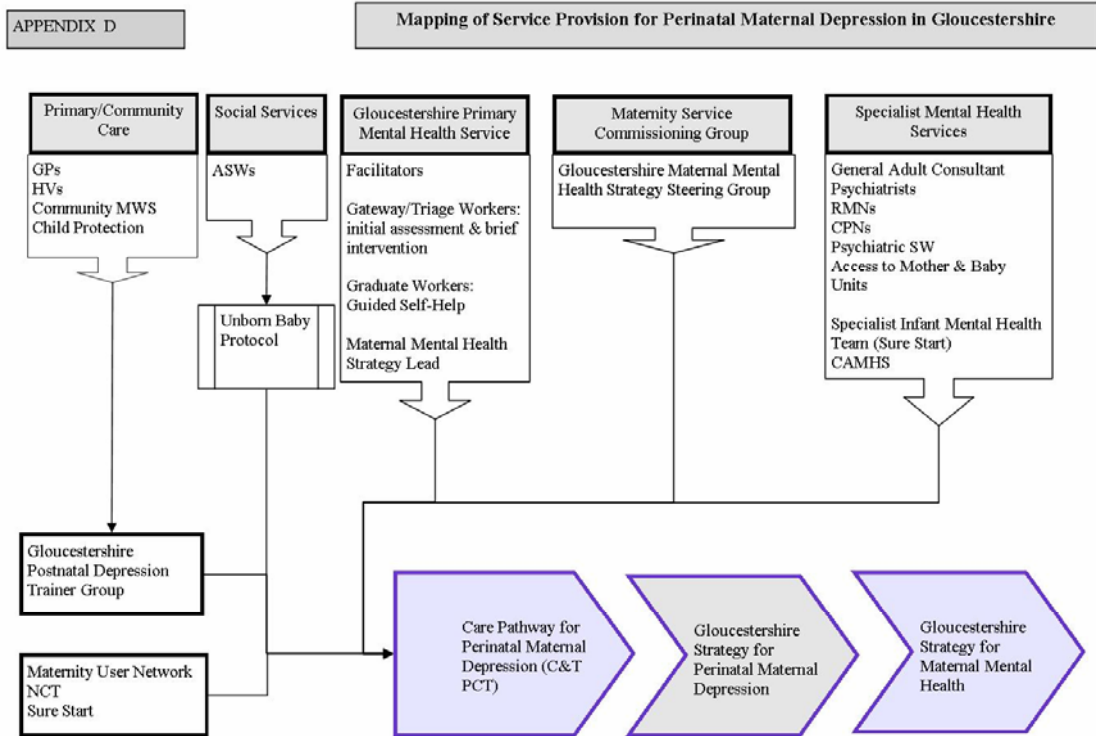 APPENDIX D
Mapping of Service Provision for Perinatal Maternal Depression in Gloucestershire
Primary/Community
Care
GPs
HVs
Community MWS
Child Protection
Social Services
ASWs
Unborn Baby
Protocol
Gloucestershire Primary
Mental Health Service
Facilitators
Gateway/Triage Workers:
initial assessment & brief
intervention
Graduate Workers:
Guided Self-Help
Maternal Mental Health
Strategy Lead
Maternity Service
Commissioning Group
Gloucestershire Maternal Mental
Health Strategy Steering Group
Specialist Mental Health
Services
General Adult Consultant
Psychiatrists
RMNs
CPNs
Psychiatric SW
Access to Mother & Baby
Units
Specialist Infant Mental Health
Team (Sure Start)
CAMHS
Gloucestershire
Postnatal Depression
Trainer Group
Maternity User Network
NCT
Sure Start
Care Pathway for
Perinatal Maternal
Depression (C&T
PCT)
Gloucestershire
Strategy for
Perinatal Maternal
Depression
Gloucestershire
Strategy for
Maternal Mental
Health